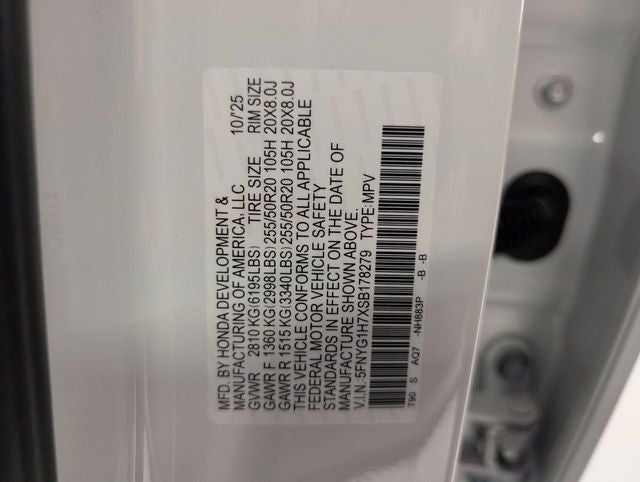 MFD. BY HONDA DEVELOPMENT &
MANUFACTURING OF AMERICA, LLC 10/'25
GVWR 2810 KG(6195LBS) TIRE SIZE RIM SIZE
GAWR F 1360 KG(2998LBS) 255/50R20 105H 20X8.0J
GAWR R 1515 KG(3340LBS) 255/50R20 105H 20X8.0J
THIS VEHICLE CONFORMS TO ALL APPLICABLE
FEDERAL MOTOR VEHICLE SAFETY
STANDARDS IN EFFECT ON THE DATE OF
MANUFACTURE SHOWN ABOVE.
V.I.N: 5FNYG1H7XSB178279 TYPE: MPV
T90 S AQ7 -NH883P -B -B